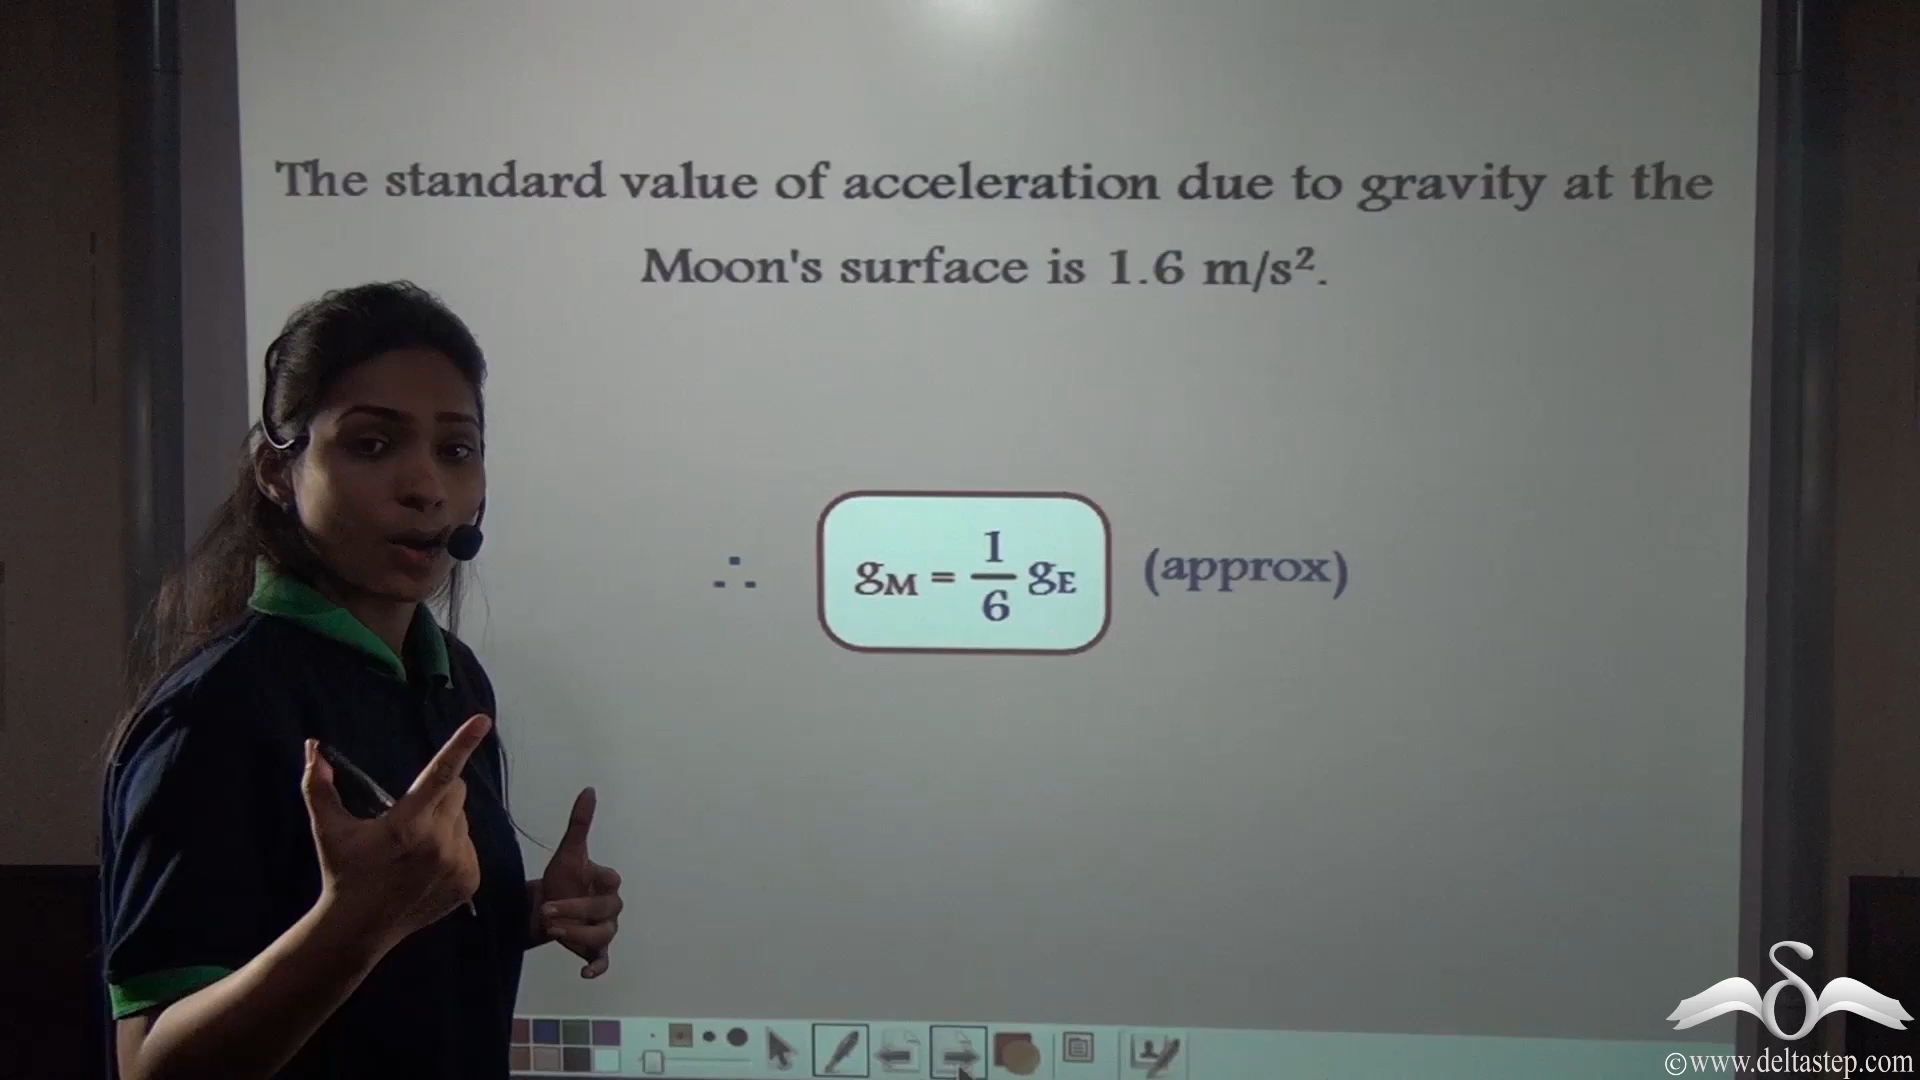 The standard value of acceleration due to gravity at the
Moon's surface is 1.6 m/s².
∴ gM = 1/6 gE (approx)
©www.deltastep.com